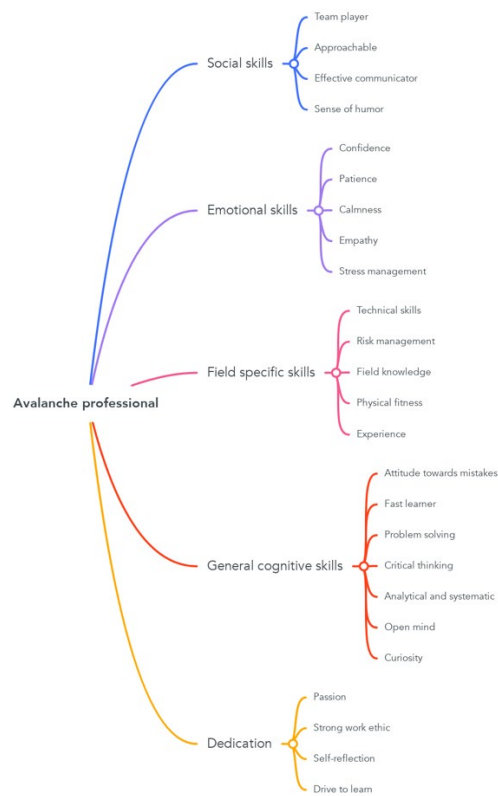 Social skills
Team player
Approachable
Effective communicator
Sense of humor
Emotional skills
Confidence
Patience
Calmness
Empathy
Stress management
Avalanche professional
Field specific skills
Technical skills
Risk management
Field knowledge
Physical fitness
Experience
General cognitive skills
Attitude towards mistakes
Fast learner
Problem solving
Critical thinking
Analytical and systematic
Open mind
Curiosity
Dedication
Passion
Strong work ethic
Self-reflection
Drive to learn